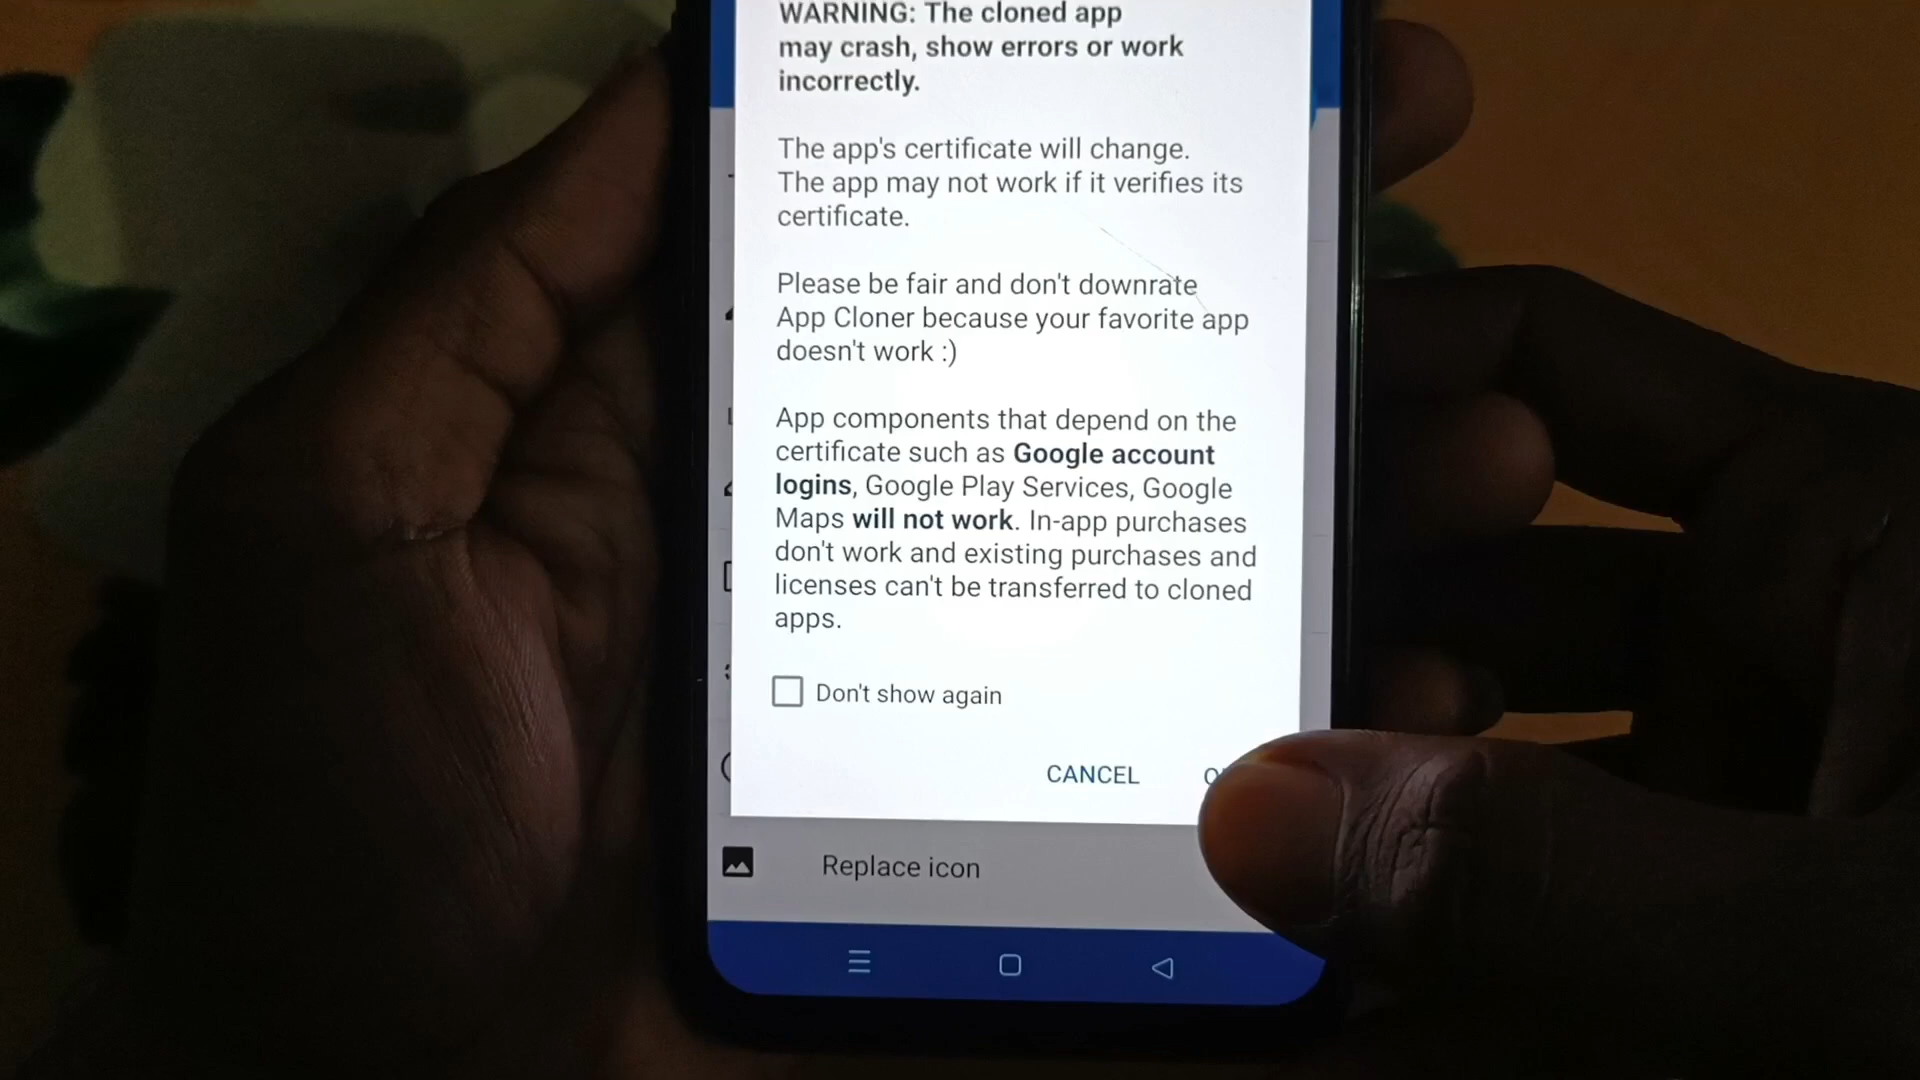 WARNING: The cloned app
may crash, show errors or work
incorrectly.
The app's certificate will change.
The app may not work if it verifies its
certificate.
Please be fair and don't downrate
App Cloner because your favorite app
doesn't work :)
App components that depend on the
certificate such as Google account
logins, Google Play Services, Google
Maps will not work. In-app purchases
don't work and existing purchases and
licenses can't be transferred to cloned
apps.
Don't show again
CANCEL
Replace icon